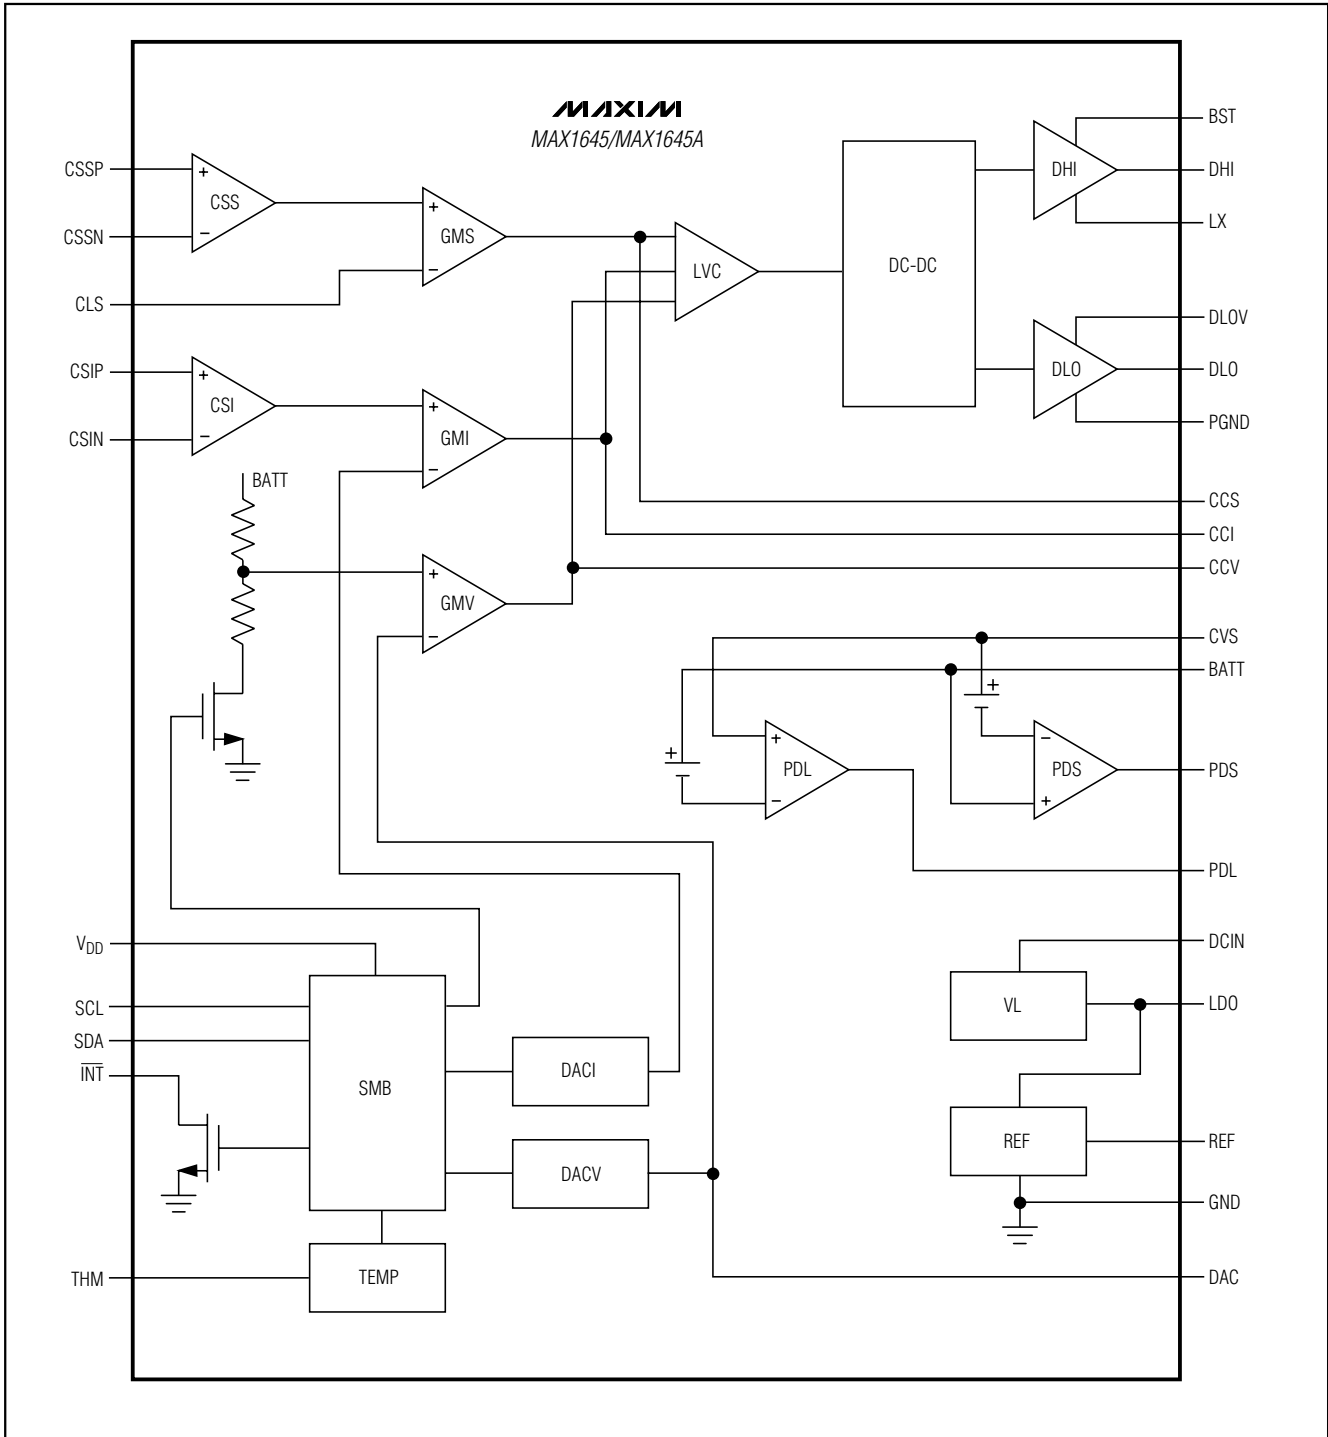 MAXIM
MAX1645/MAX1645A
CSSP
+
CSS
−
CSSN
CLS
+
GMS
−
LVC
DC-DC
DHI
BST
DHI
LX
DLO
DLOV
DLO
PGND
CSIP
+
CSI
−
CSIN
+
GMI
−
BATT
+
GMV
−
CCS
CCI
CCV
CVS
BATT
+
+
PDL
−
+
−
PDS
+
PDS
PDL
VDD
SCL
SDA
INT
SMB
DACI
DACV
THM
TEMP
DCIN
VL
LDO
REF
REF
GND
DAC